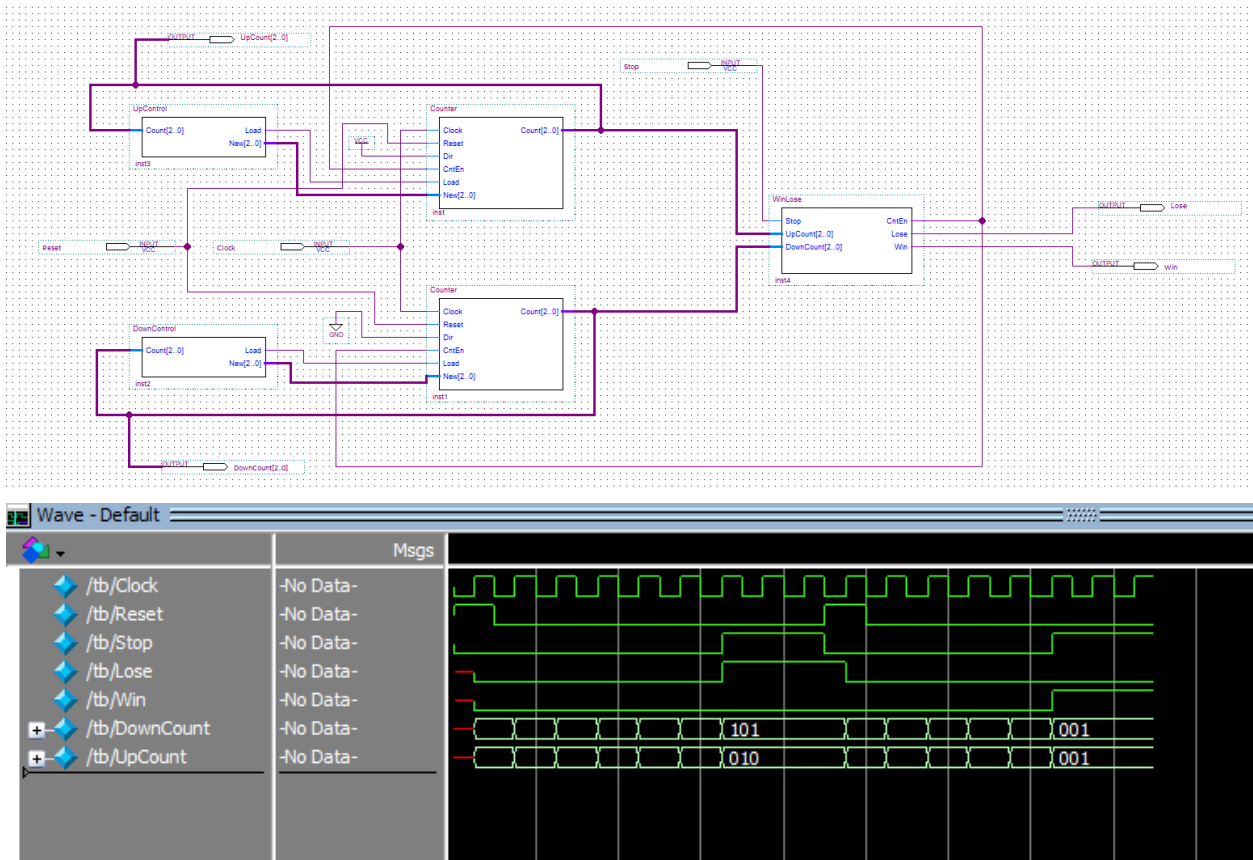 OUTPUT UpCount[2..0]
Stop INPUT VCC
UpControl
Count[2..0] Load
New[2..0]
inst3
VCC
Counter
Clock Count[2..0]
Reset
Dir
CntEn
Load
New[2..0]
inst
WinLose
Stop CntEn
UpCount[2..0] Lose
DownCount[2..0] Win
inst4
OUTPUT Lose
OUTPUT Win
Reset INPUT VCC
Clock INPUT VCC
Counter
Clock Count[2..0]
Reset
Dir
CntEn
Load
New[2..0]
inst1
GND
DownControl
Count[2..0] Load
New[2..0]
inst2
OUTPUT DownCount[2..0]
Wave - Default
Msgs
/tb/Clock -No Data-
/tb/Reset -No Data-
/tb/Stop -No Data-
/tb/Lose -No Data-
/tb/Win -No Data-
/tb/DownCount -No Data- 101 001
/tb/UpCount -No Data- 010 001